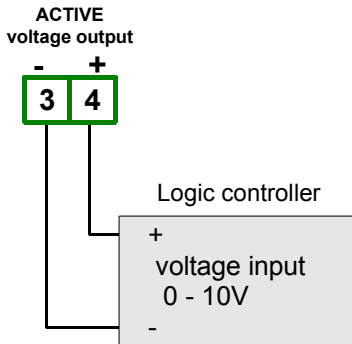 ACTIVE
voltage output
- +
3 4
Logic controller
+
voltage input
0 - 10V
-